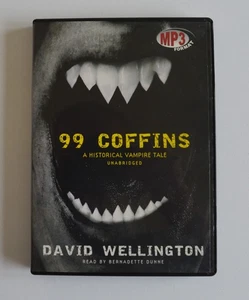 MP3
FORMAT
99 COFFINS
A HISTORICAL VAMPIRE TALE
UNABRIDGED
DAVID WELLINGTON
READ BY BERNADETTE DUNNE